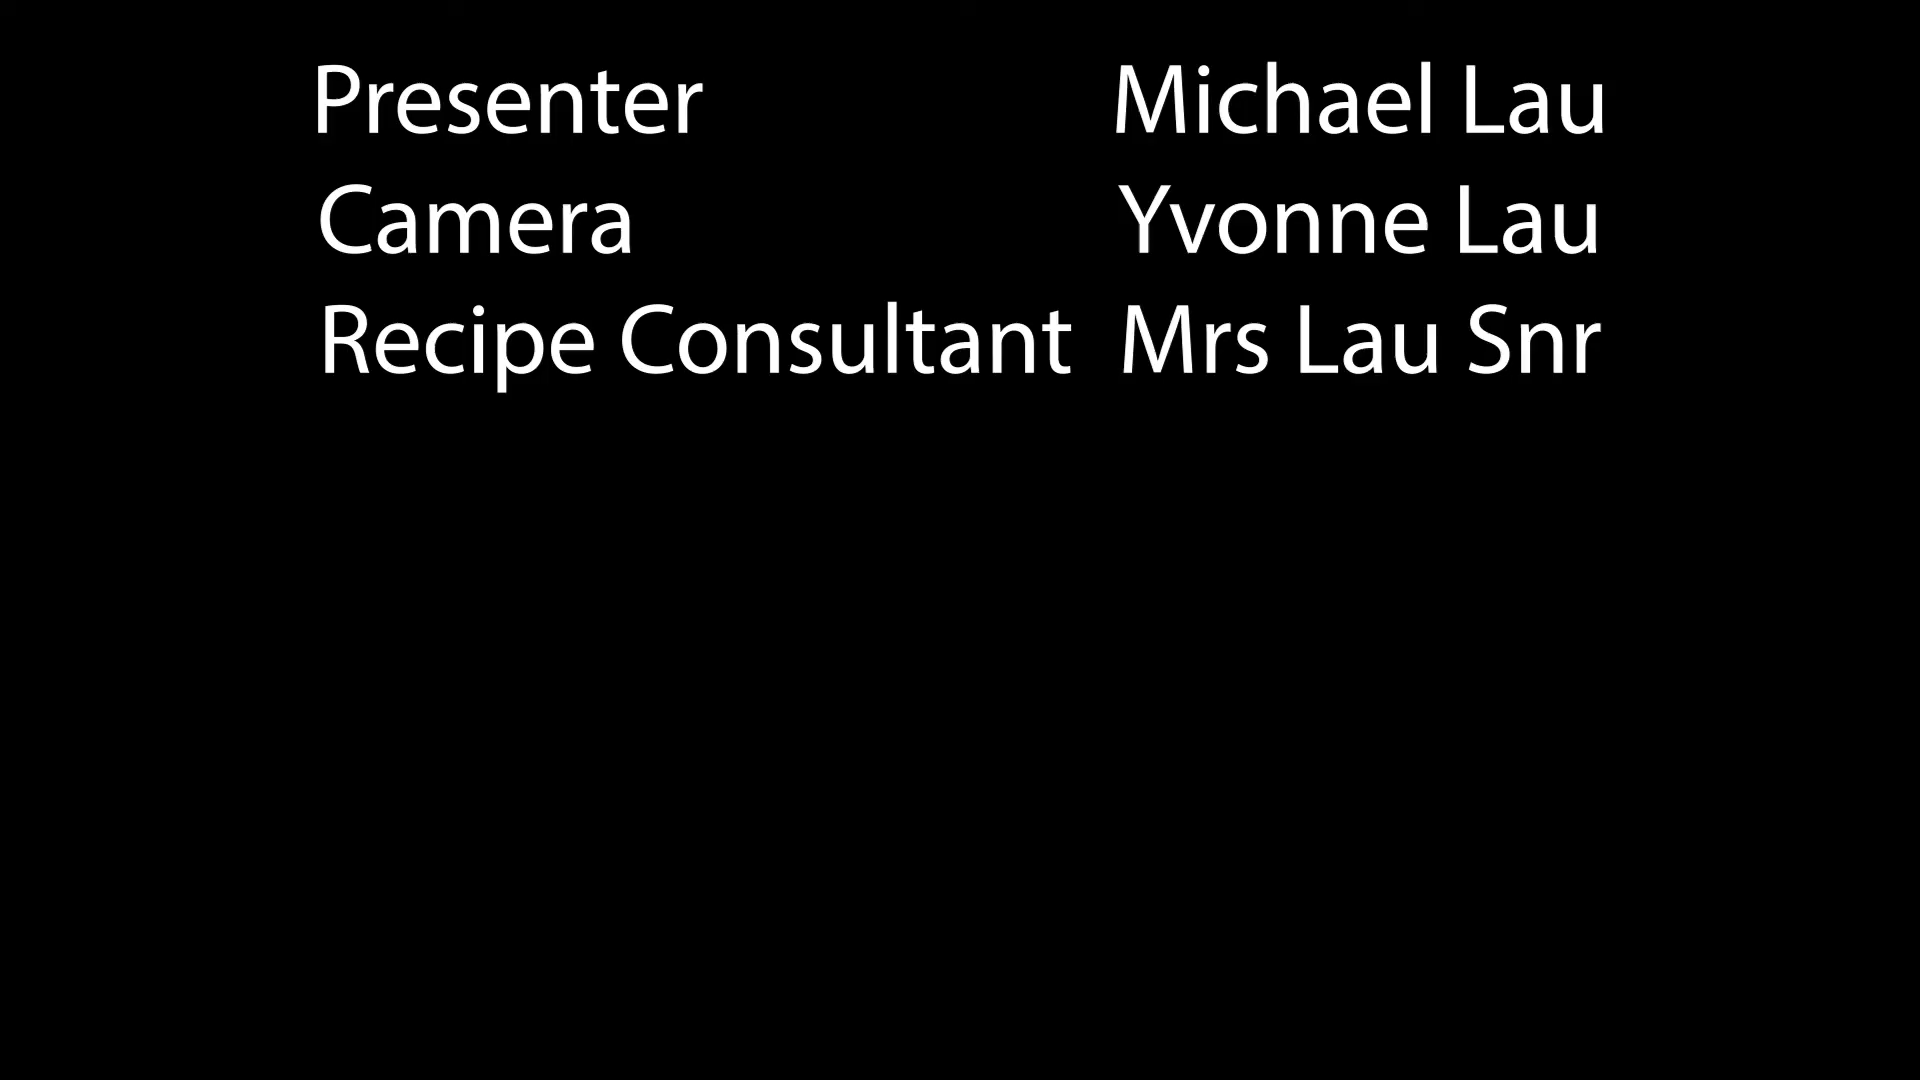 Presenter Michael Lau
Camera Yvonne Lau
Recipe Consultant Mrs Lau Snr